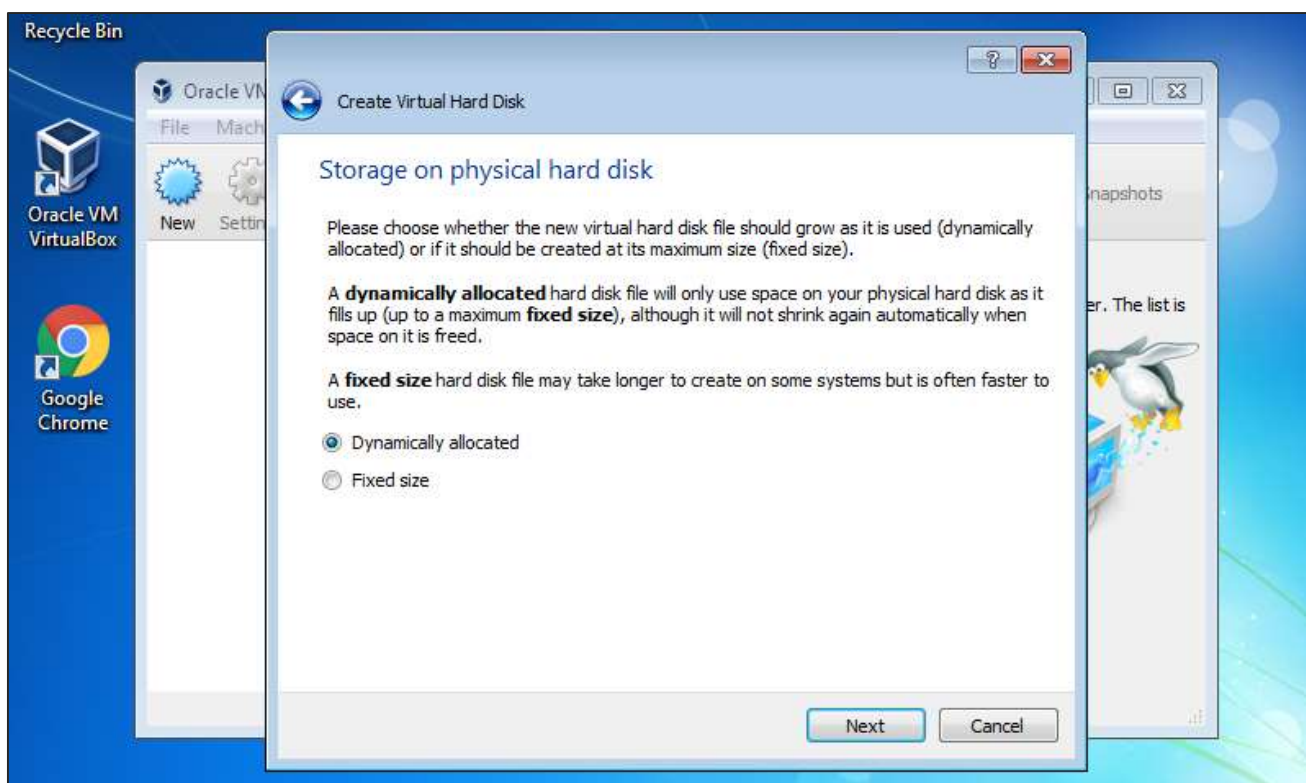 Recycle Bin
Oracle VM
VirtualBox
Google
Chrome
Oracle VM
File Mach
New Settin
Snapshots
er. The list is
Create Virtual Hard Disk
Storage on physical hard disk
Please choose whether the new virtual hard disk file should grow as it is used (dynamically
allocated) or if it should be created at its maximum size (fixed size).
A dynamically allocated hard disk file will only use space on your physical hard disk as it
fills up (up to a maximum fixed size), although it will not shrink again automatically when
space on it is freed.
A fixed size hard disk file may take longer to create on some systems but is often faster to
use.
Dynamically allocated
Fixed size
Next Cancel